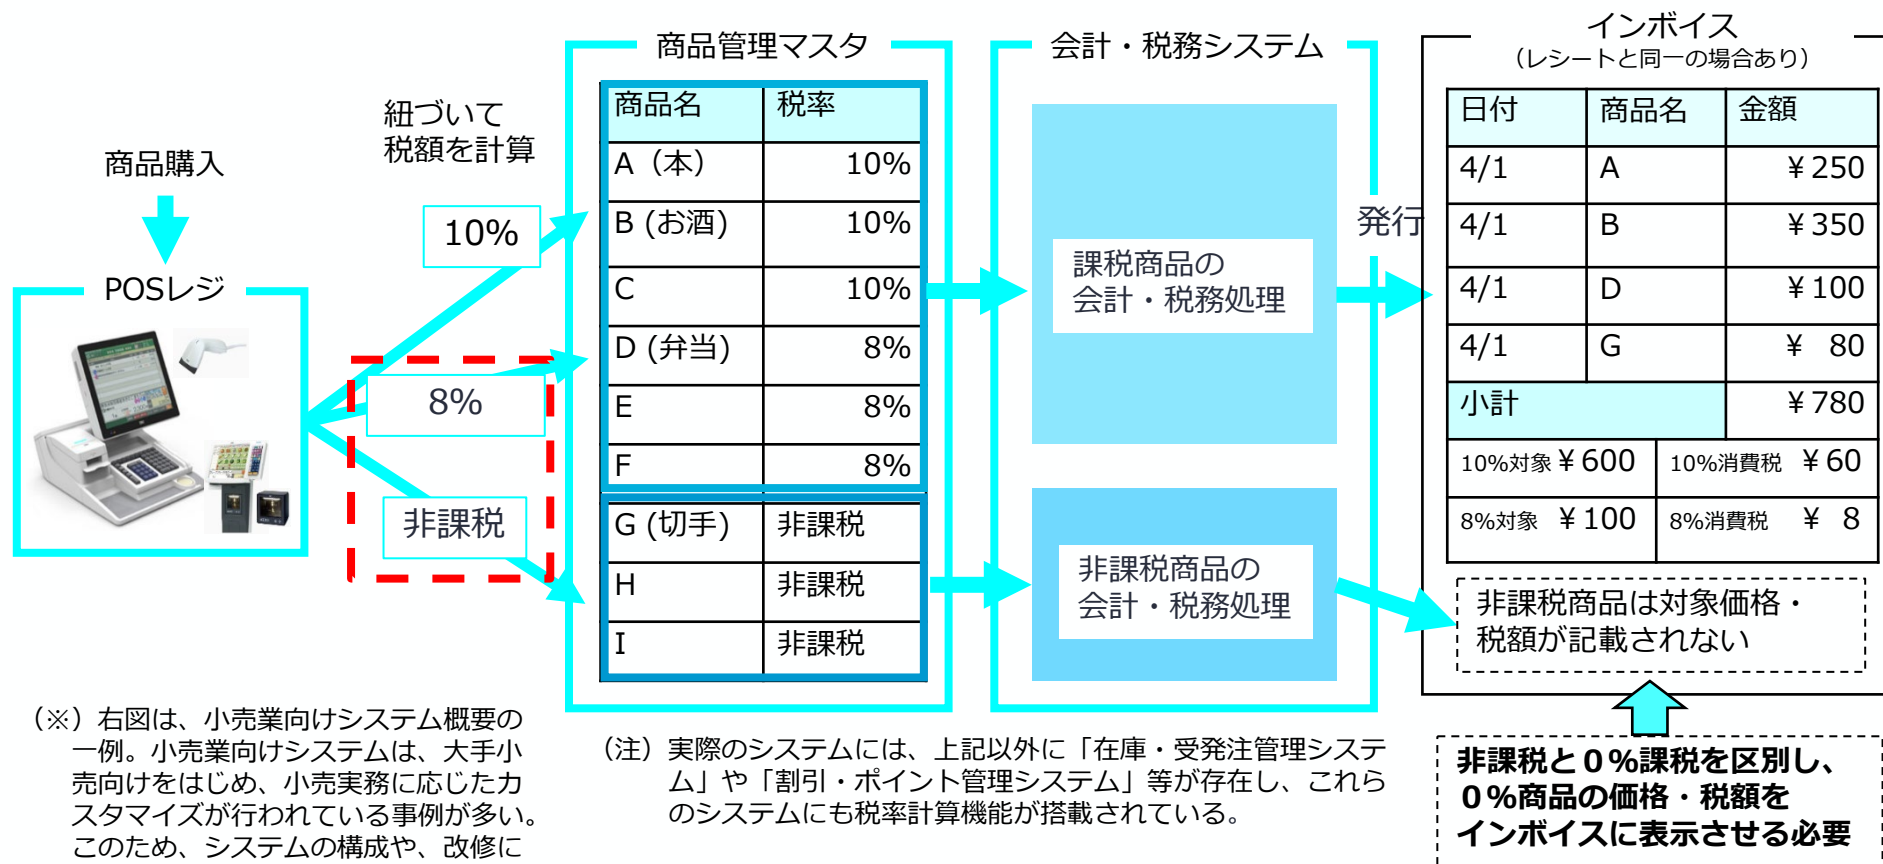 商品購入
POSレジ
紐づいて
税額を計算
10%
8%
非課税
商品管理マスタ
商品名 税率
A（本） 10%
B (お酒) 10%
C 10%
D (弁当) 8%
E 8%
F 8%
G (切手) 非課税
H 非課税
I 非課税
会計・税務システム
課税商品の
会計・税務処理
非課税商品の
会計・税務処理
発行
インボイス
（レシートと同一の場合あり）
日付 商品名 金額
4/1 A ¥250
4/1 B ¥350
4/1 D ¥100
4/1 G ¥ 80
小計 ¥780
10%対象 ¥600 10%消費税 ¥60
8%対象 ¥100 8%消費税 ¥ 8
非課税商品は対象価格・
税額が記載されない
非課税と０％課税を区別し、
０％商品の価格・税額を
インボイスに表示させる必要
（※）右図は、小売業向けシステム概要の
一例。小売業向けシステムは、大手小
売向けをはじめ、小売実務に応じたカ
スタマイズが行われている事例が多い。
このため、システムの構成や、改修に
（注）実際のシステムには、上記以外に「在庫・受発注管理システ
ム」や「割引・ポイント管理システム」等が存在し、これら
のシステムにも税率計算機能が搭載されている。